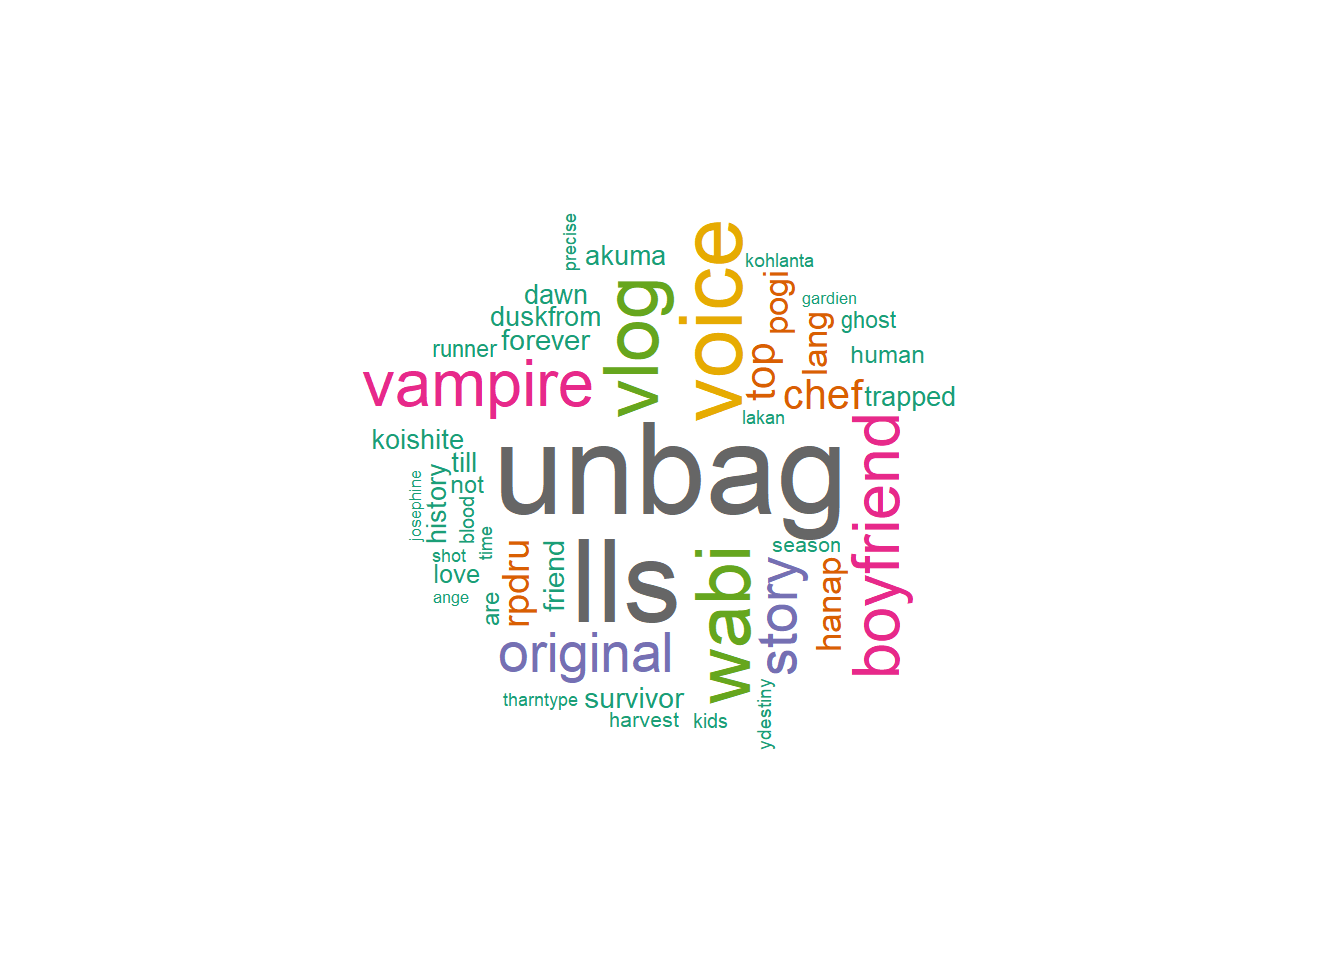 precise
akuma
voice
kohlanta
dawn
vlog
pogi
gardien
duskfrom
lang
ghost
runner
forever
top
human
vampire
chef
trapped
lakan
koishite
unbag
boyfriend
till
not
history
josephine
blood
time
shot
love
ange
are
rpdru
friend
lls
wabi
season
story
hanap
original
tharntype
survivor
harvest
kids
ydestiny